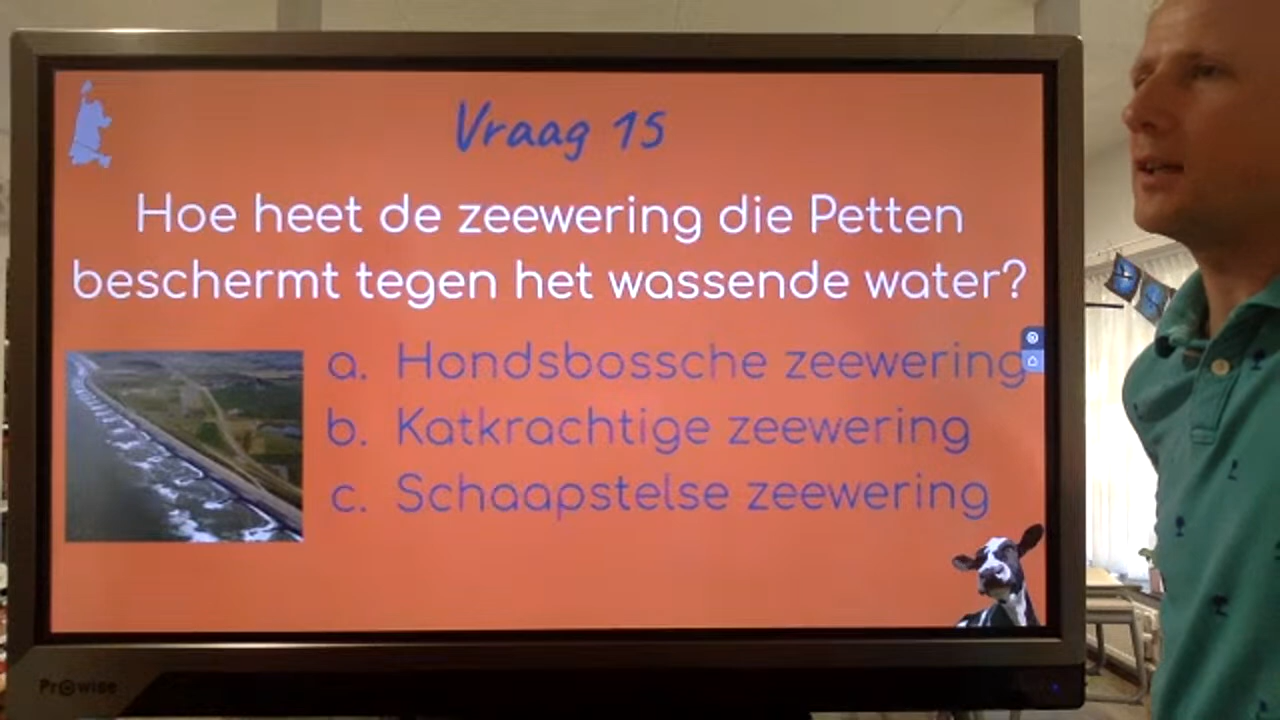 Vraag 15
Hoe heet de zeewering die Petten
beschermt tegen het wassende water?
a. Hondsbossche zeewering
b. Katkrachtige zeewering
c. Schaapstelse zeewering
Prowise